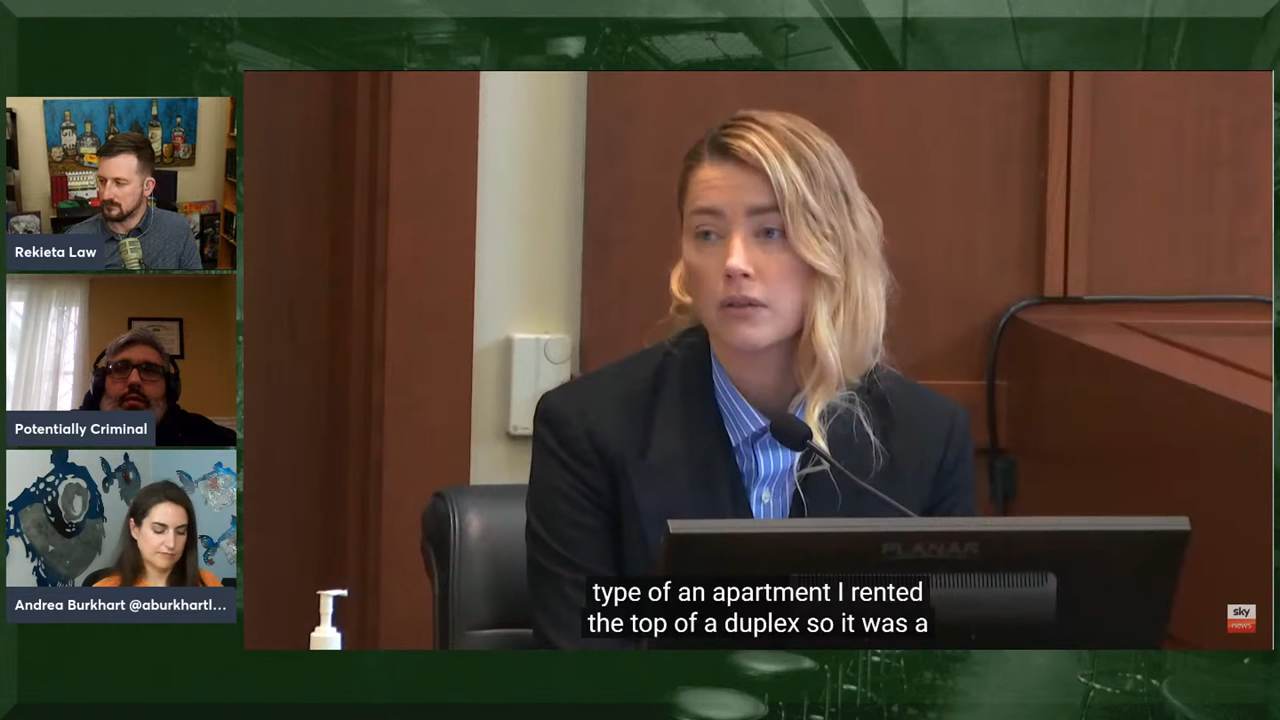 Rekieta Law
Potentially Criminal
Andrea Burkhart @aburkhartl...
PLANAR
type of an apartment I rented
the top of a duplex so it was a
sky
news